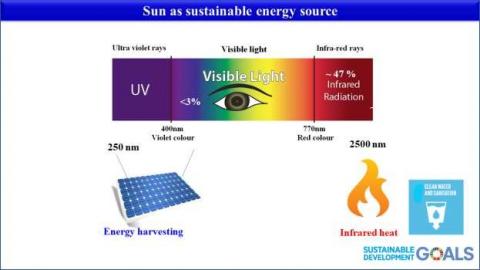 Sun as sustainable energy source
Ultra violet rays
Visible light
Infra-red rays
UV
<3%
Visible Light
~ 47 %
Infrared
Radiation
400nm
Violet colour
770nm
Red colour
250 nm
2500 nm
Energy harvesting
Infrared heat
CLEAN WATER
AND SANITATION
SUSTAINABLE
DEVELOPMENT
GOALS